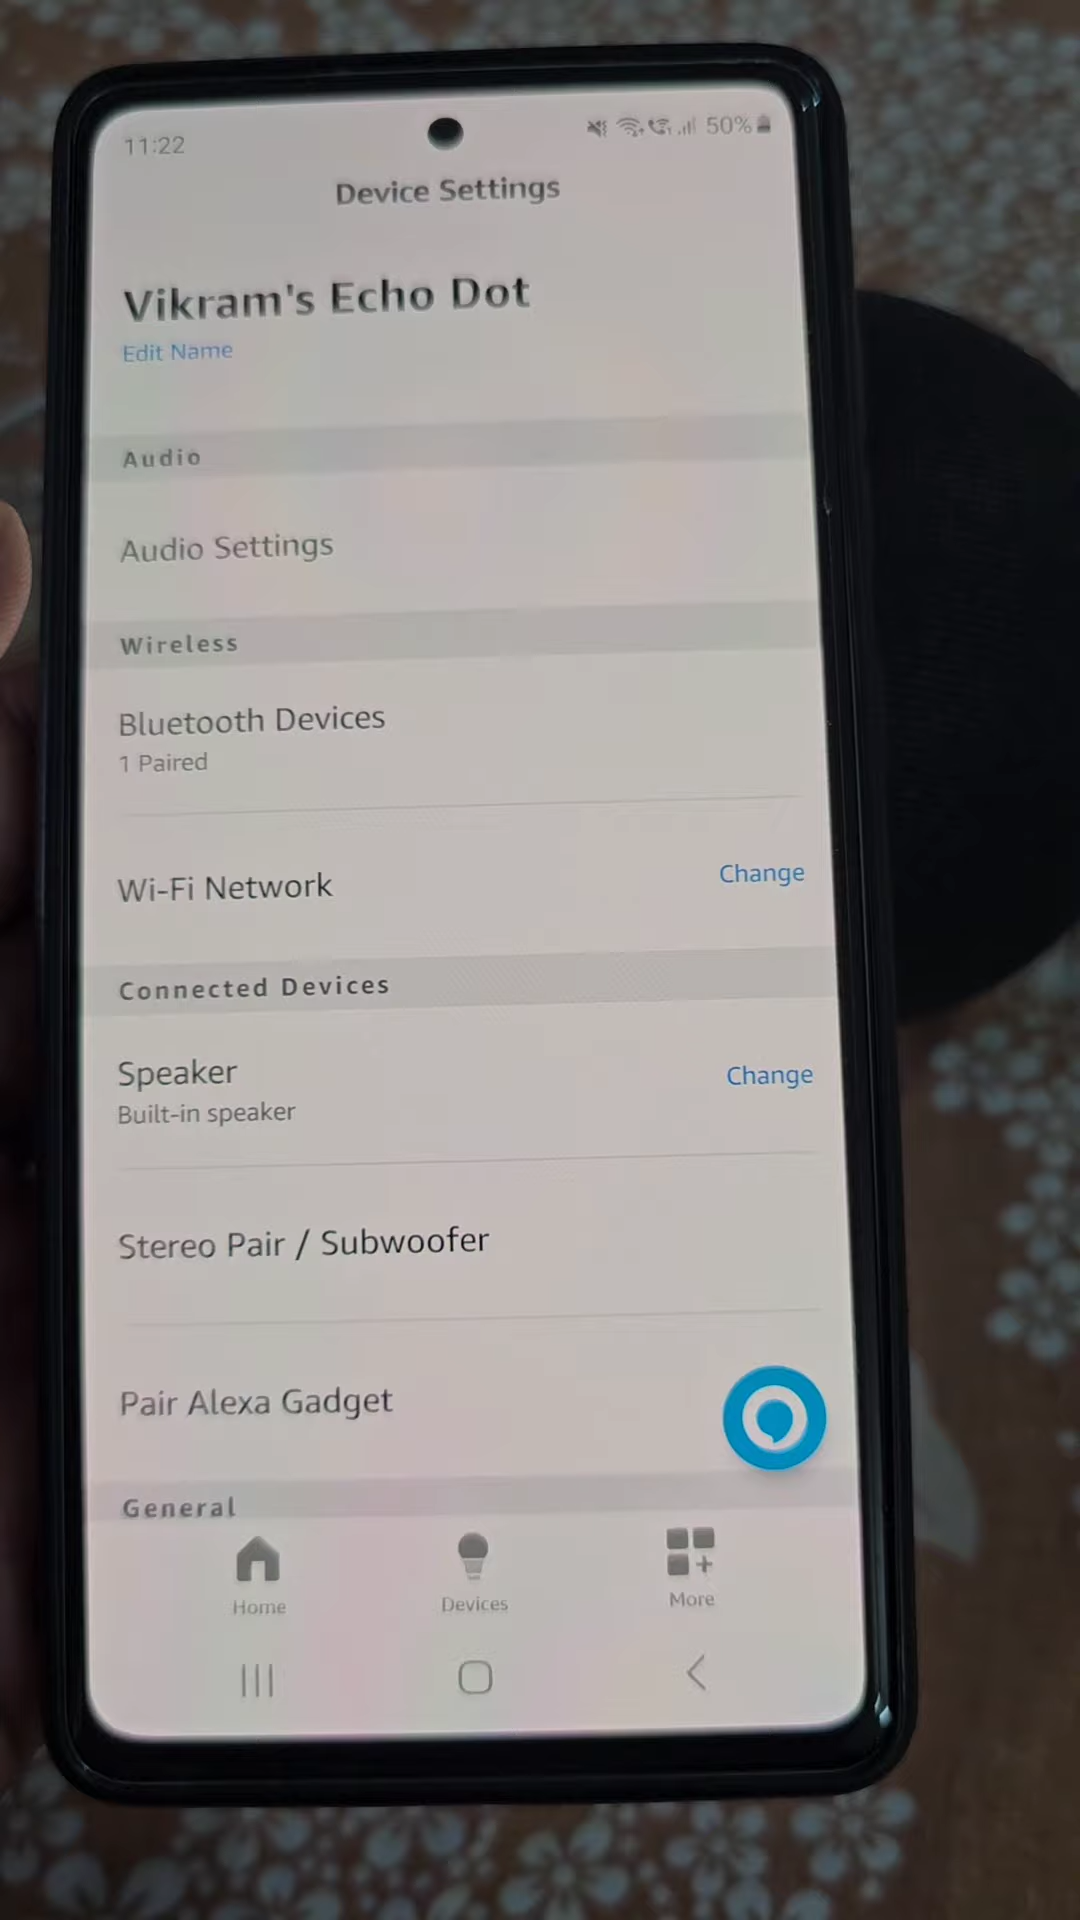 11:22 50%
Device Settings
Vikram's Echo Dot
Edit Name
Audio
Audio Settings
Wireless
Bluetooth Devices
1 Paired
Wi-Fi Network Change
Connected Devices
Speaker Change
Built-in speaker
Stereo Pair / Subwoofer
Pair Alexa Gadget
General
Home Devices More